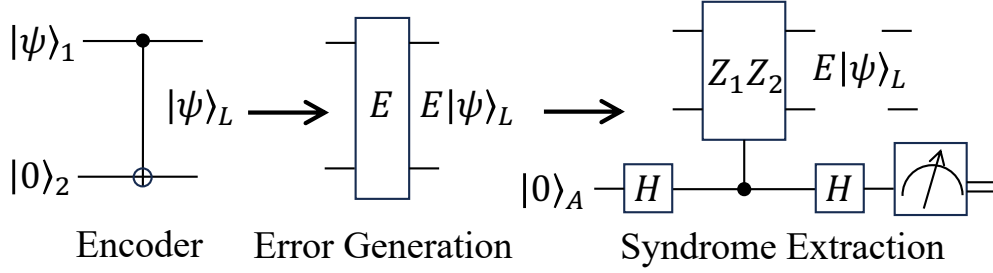 |ψ⟩₁
|0⟩₂
|ψ⟩_L
Encoder
E
E|ψ⟩_L
Error Generation
Z₁Z₂
E|ψ⟩_L
|0⟩_A
H
H
Syndrome Extraction